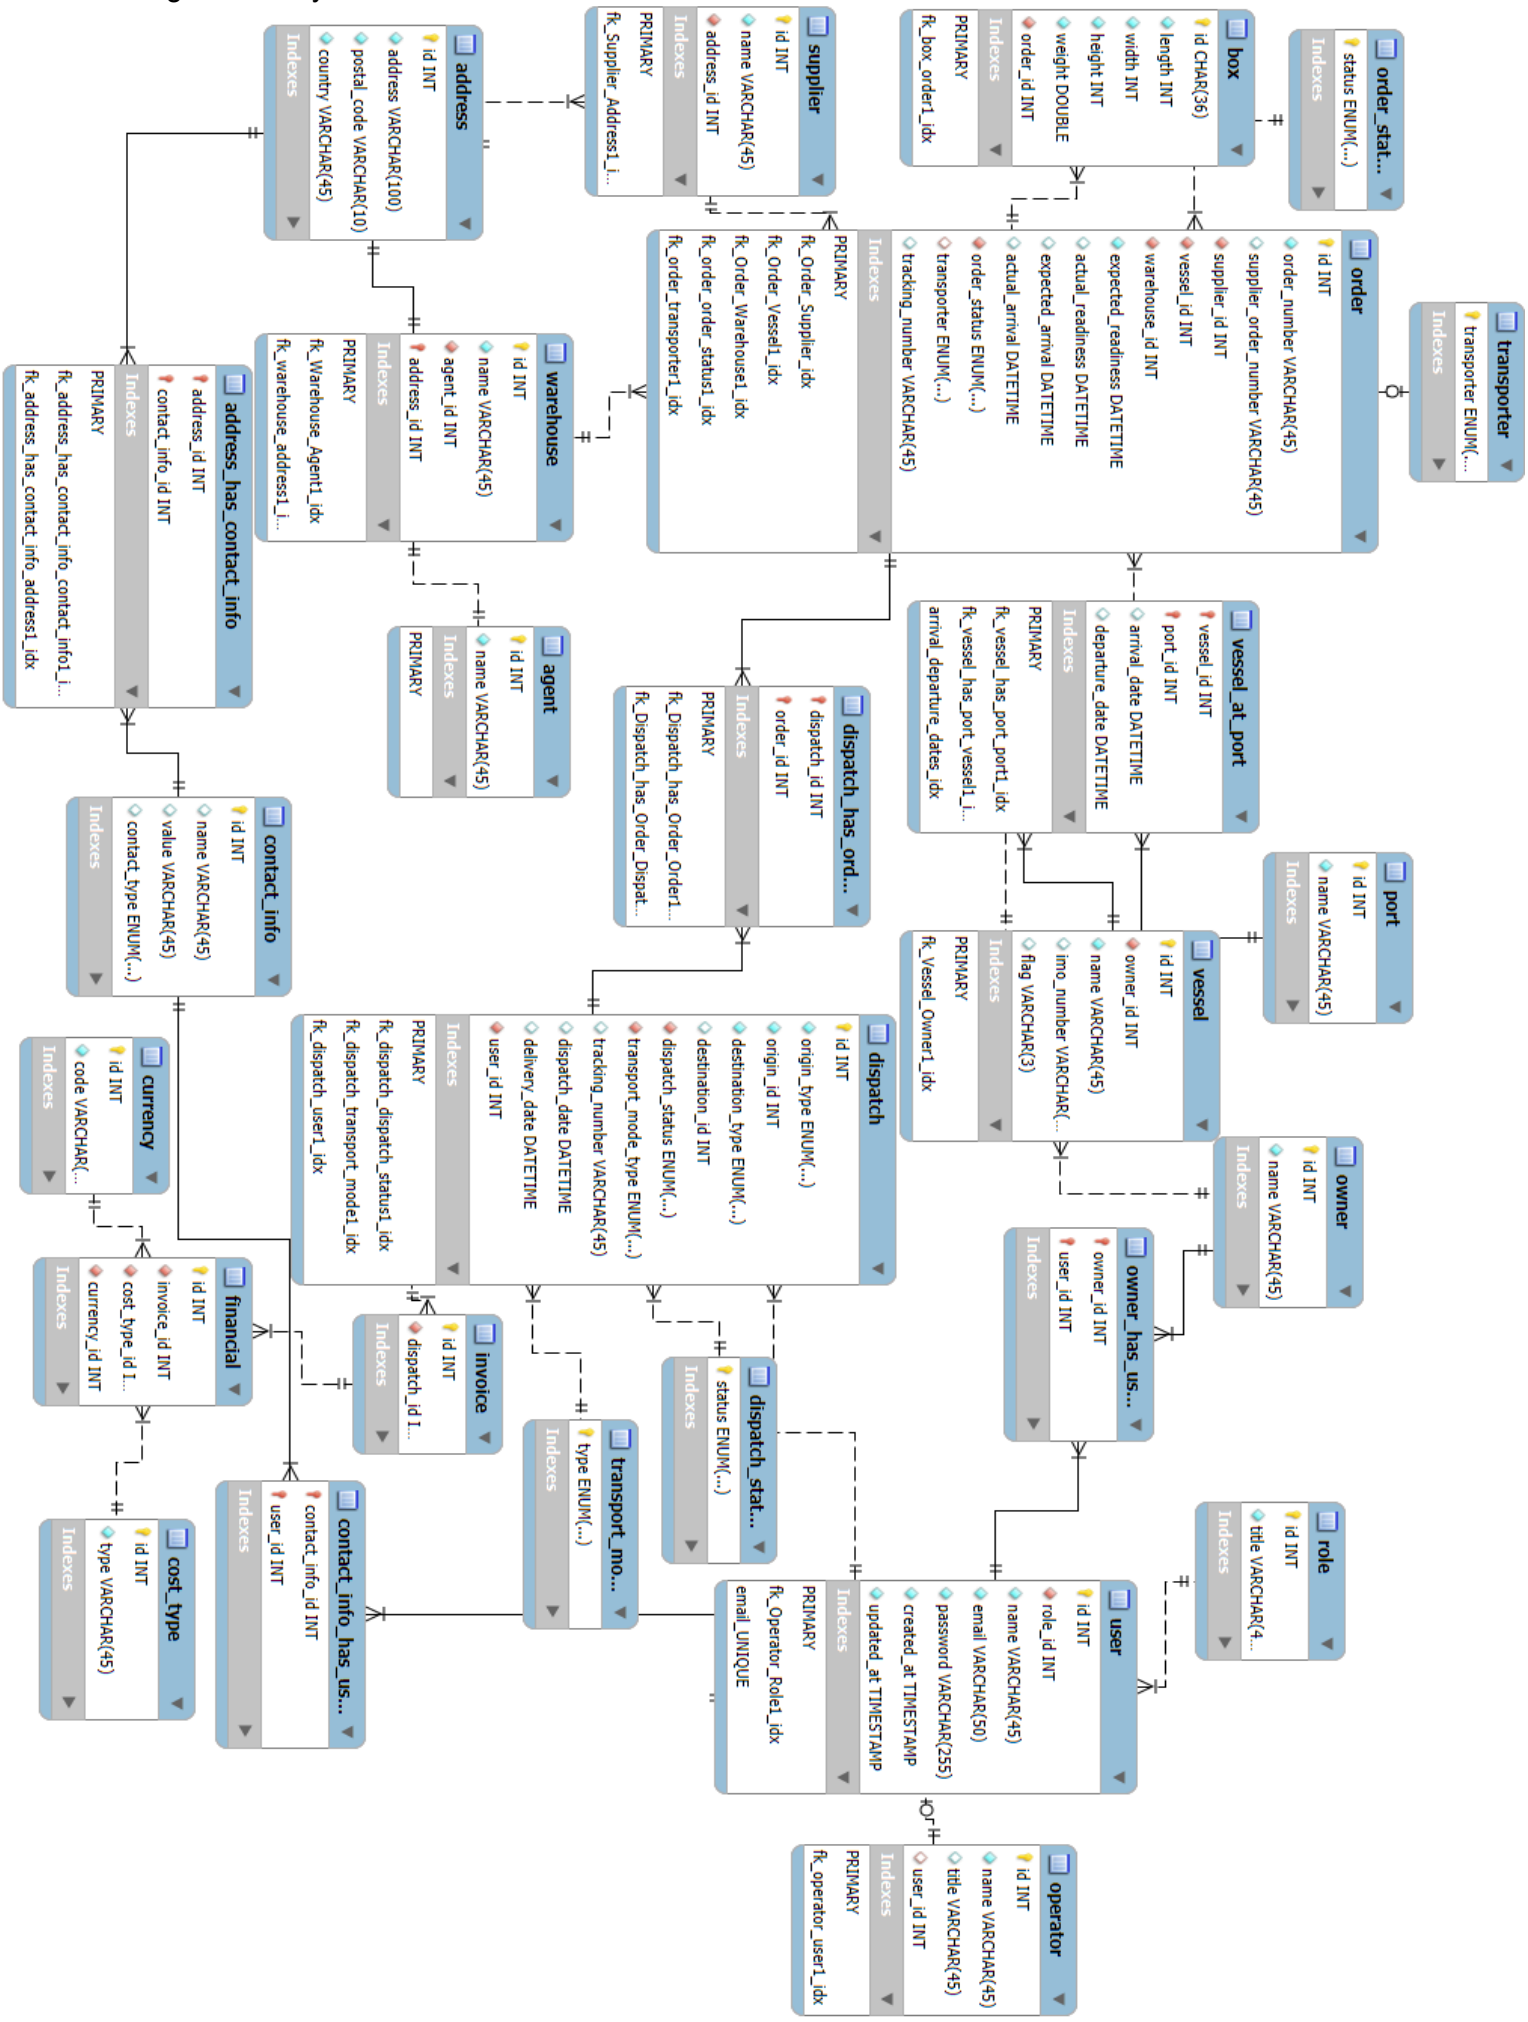 address
id INT
address VARCHAR(100)
postal_code VARCHAR(10)
country VARCHAR(45)
Indexes
supplier
id INT
name VARCHAR(45)
address_id INT
Indexes
PRIMARY
fk_Supplier_Address1_i...
box
id CHAR(36)
length INT
width INT
height INT
weight DOUBLE
order_id INT
Indexes
PRIMARY
fk_box_order1_idx
order_stat...
status ENUM(...)
Indexes
order
id INT
order_number VARCHAR(45)
supplier_order_number VARCHAR(45)
supplier_id INT
vessel_id INT
warehouse_id INT
expected_readiness DATETIME
actual_readiness DATETIME
expected_arrival DATETIME
actual_arrival DATETIME
order_status ENUM(...)
transporter ENUM(...)
tracking_number VARCHAR(45)
Indexes
PRIMARY
fk_Order_Supplier_idx
fk_Order_Vessel1_idx
fk_Order_Warehouse1_idx
fk_order_order_status1_idx
fk_order_transporter1_idx
transporter
transporter ENUM(...
Indexes
warehouse
id INT
name VARCHAR(45)
agent_id INT
address_id INT
Indexes
PRIMARY
fk_Warehouse_Agent1_idx
fk_warehouse_address1_i...
address_has_contact_info
address_id INT
contact_info_id INT
Indexes
PRIMARY
fk_address_has_contact_info_contact_info1_i...
fk_address_has_contact_info_address1_idx
agent
id INT
name VARCHAR(45)
Indexes
PRIMARY
vessel_at_port
vessel_id INT
port_id INT
arrival_date DATETIME
departure_date DATETIME
Indexes
PRIMARY
fk_vessel_has_port_port1_idx
fk_vessel_has_port_vessel1_i...
arrival_departure_dates_idx
dispatch_has_ord...
dispatch_id INT
order_id INT
Indexes
PRIMARY
fk_Dispatch_has_Order_Order1...
fk_Dispatch_has_Order_Dispat...
port
id INT
name VARCHAR(45)
Indexes
contact_info
id INT
name VARCHAR(45)
value VARCHAR(45)
contact_type ENUM(...)
Indexes
vessel
id INT
owner_id INT
name VARCHAR(45)
imo_number VARCHAR(...
flag VARCHAR(3)
Indexes
PRIMARY
fk_Vessel_Owner1_idx
dispatch
id INT
origin_type ENUM(...)
origin_id INT
destination_type ENUM(...)
destination_id INT
dispatch_status ENUM(...)
transport_mode_type ENUM(...)
tracking_number VARCHAR(45)
dispatch_date DATETIME
delivery_date DATETIME
user_id INT
Indexes
PRIMARY
fk_dispatch_dispatch_status1_idx
fk_dispatch_transport_mode1_idx
fk_dispatch_user1_idx
currency
id INT
code VARCHAR(...
Indexes
owner
id INT
name VARCHAR(45)
Indexes
owner_has_us...
owner_id INT
user_id INT
Indexes
financial
id INT
invoice_id INT
cost_type_id I...
currency_id INT
Indexes
invoice
id INT
dispatch_id I...
Indexes
dispatch_stat...
status ENUM(...)
Indexes
transport_mo...
type ENUM(...)
Indexes
role
id INT
title VARCHAR(4...
Indexes
contact_info_has_us...
contact_info_id INT
user_id INT
Indexes
cost_type
id INT
type VARCHAR(45)
Indexes
user
id INT
role_id INT
name VARCHAR(45)
email VARCHAR(50)
password VARCHAR(255)
created_at TIMESTAMP
updated_at TIMESTAMP
Indexes
PRIMARY
fk_Operator_Role1_idx
email_UNIQUE
operator
id INT
name VARCHAR(45)
title VARCHAR(45)
user_id INT
Indexes
PRIMARY
fk_operator_user1_idx